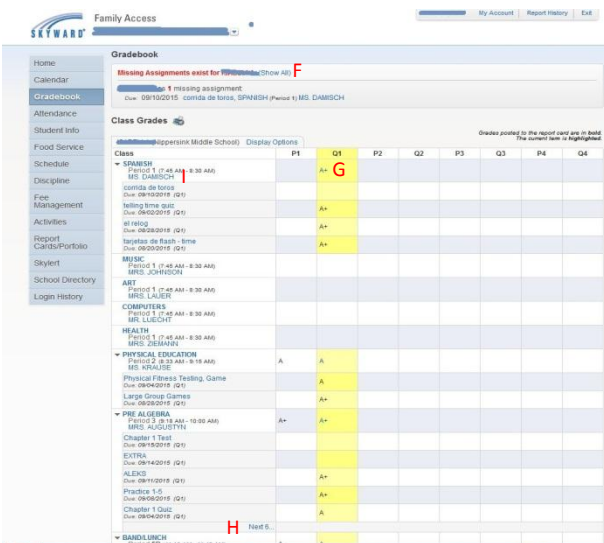 Family Access
My Account | Report History | Exit
SKYWARD®
Home
Calendar
Gradebook
Attendance
Student Info
Food Service
Schedule
Discipline
Fee
Management
Activities
Report
Cards/Porfolio
Skylert
School Directory
Login History
Gradebook
Missing Assignments exist for (Show All) F
1 missing assignment
Due: 09/10/2015 corrida de toros, SPANISH (Period 1) MS. DAMISCH
Class Grades
Grades posted to the report card are in bold.
The current term is highlighted.
Nippersink Middle School) Display Options
Class P1 Q1 P2 Q2 P3 Q3 P4 Q4
SPANISH
Period 1 (7:45 AM - 8:30 AM) A+ G
MS. DAMISCH I
corrida de toros
Due: 09/10/2015 (Q1)
telling time quiz A+
Due: 09/02/2015 (Q1)
el relog A+
Due: 08/28/2015 (Q1)
tarjetas de flash - time A+
Due: 08/20/2015 (Q1)
MUSIC
Period 1 (7:45 AM - 8:30 AM)
MRS. JOHNSON
ART
Period 1 (7:45 AM - 8:30 AM)
MRS. LAUER
COMPUTERS
Period 1 (7:45 AM - 8:30 AM)
MR. LUECHT
HEALTH
Period 1 (7:45 AM - 8:30 AM)
MRS. ZIEMANN
PHYSICAL EDUCATION
Period 2 (8:33 AM - 9:15 AM) A A
MS. KRAUSE
Physical Fitness Testing, Game A
Due: 09/04/2015 (Q1)
Large Group Games A+
Due: 08/28/2015 (Q1)
PRE ALGEBRA
Period 3 (9:18 AM - 10:00 AM) A+ A+
MRS. AUGUSTYN
Chapter 1 Test
Due: 09/15/2015 (Q1)
EXTRA
Due: 09/14/2015 (Q1)
ALEKS A+
Due: 09/11/2015 (Q1)
Practice 1-5 A+
Due: 09/08/2015 (Q1)
Chapter 1 Quiz A
Due: 09/04/2015 (Q1)
H Next 6...
BAND/LUNCH